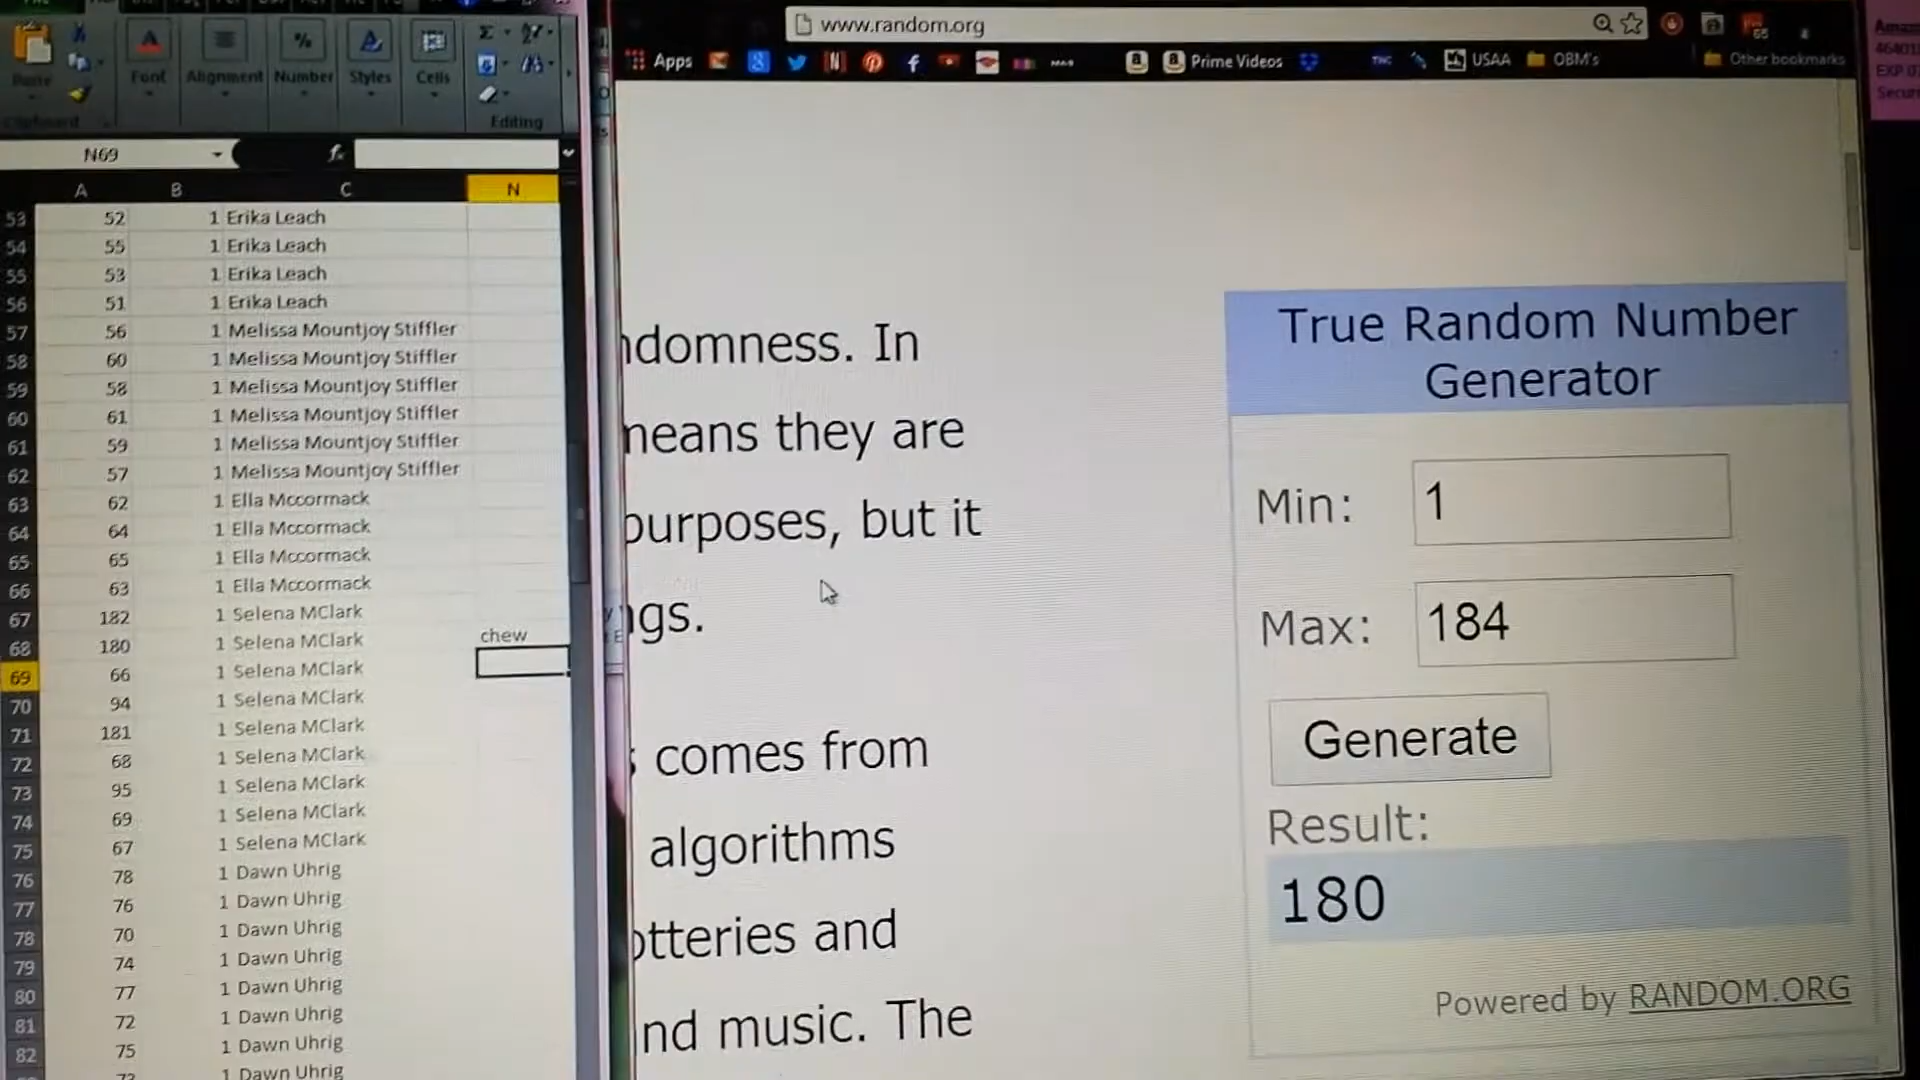 www.random.org
Apps
Prime Videos
USAA
OBM's
Other bookmarks
Paste
Font
Alignment
Number
Styles
Cells
Clipboard
Editing
N69
fx
A B C N
53 52 1 Erika Leach
54 55 1 Erika Leach
55 53 1 Erika Leach
56 51 1 Erika Leach
57 56 1 Melissa Mountjoy Stiffler
58 60 1 Melissa Mountjoy Stiffler
59 58 1 Melissa Mountjoy Stiffler
60 61 1 Melissa Mountjoy Stiffler
61 59 1 Melissa Mountjoy Stiffler
62 57 1 Melissa Mountjoy Stiffler
63 62 1 Ella Mccormack
64 64 1 Ella Mccormack
65 65 1 Ella Mccormack
66 63 1 Ella Mccormack
67 182 1 Selena MClark
68 180 1 Selena MClark chew
69 66 1 Selena MClark
70 94 1 Selena MClark
71 181 1 Selena MClark
72 68 1 Selena MClark
73 95 1 Selena MClark
74 69 1 Selena MClark
75 67 1 Selena MClark
76 78 1 Dawn Uhrig
77 76 1 Dawn Uhrig
78 70 1 Dawn Uhrig
79 74 1 Dawn Uhrig
80 77 1 Dawn Uhrig
81 72 1 Dawn Uhrig
82 75 1 Dawn Uhrig
1 Dawn Uhrig
ndomness. In
means they are
purposes, but it
ngs.
s comes from
algorithms
otteries and
nd music. The
True Random Number
Generator
Min: 1
Max: 184
Generate
Result:
180
Powered by RANDOM.ORG